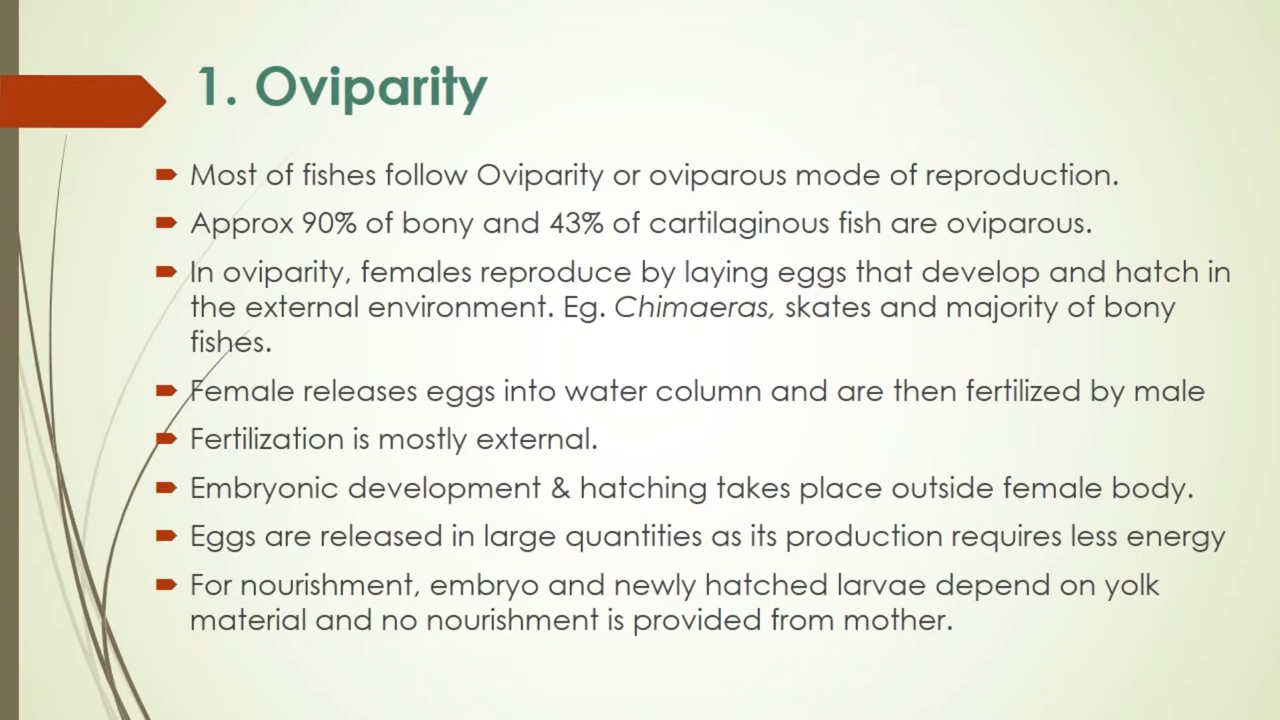 1. Oviparity
Most of fishes follow Oviparity or oviparous mode of reproduction.
Approx 90% of bony and 43% of cartilaginous fish are oviparous.
In oviparity, females reproduce by laying eggs that develop and hatch in
the external environment. Eg. Chimaeras, skates and majority of bony
fishes.
Female releases eggs into water column and are then fertilized by male
Fertilization is mostly external.
Embryonic development & hatching takes place outside female body.
Eggs are released in large quantities as its production requires less energy
For nourishment, embryo and newly hatched larvae depend on yolk
material and no nourishment is provided from mother.